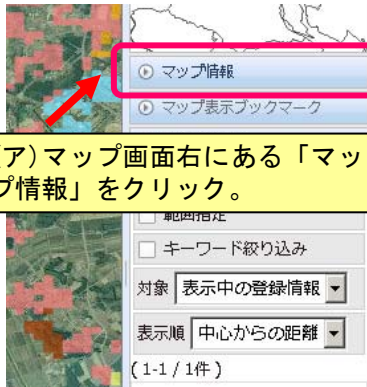 マップ情報
マップ表示ブックマーク
(ア)マップ画面右にある「マッ
プ情報」をクリック。
範囲指定
キーワード絞り込み
対象 表示中の登録情報
表示順 中心からの距離
(1-1 / 1件)